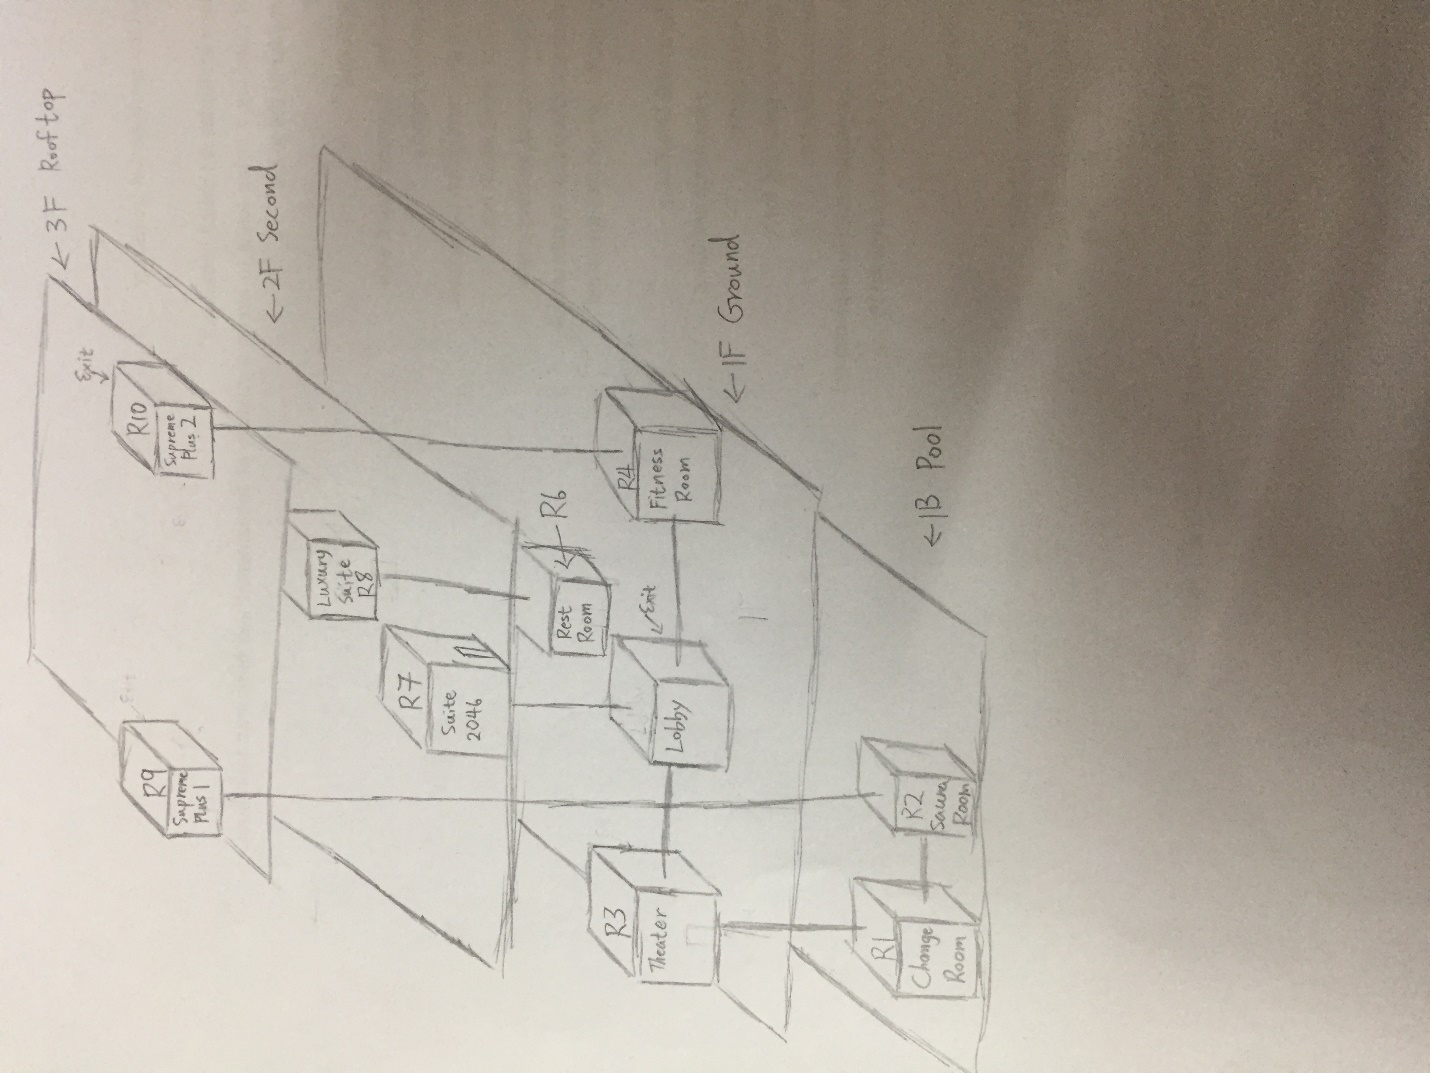 ← 3F Rooftop
Exit
R10
Supreme
Plus 2
Exit
R9
Supreme
Plus 1
← 2F Second
Luxury
Suite
R8
R7
Suite
2046
← 1F Ground
R4
Fitness
Room
R6
Rest
Room
Exit
Lobby
R3
Theater
← 1B Pool
R2
Sauna
Room
R1
Change
Room